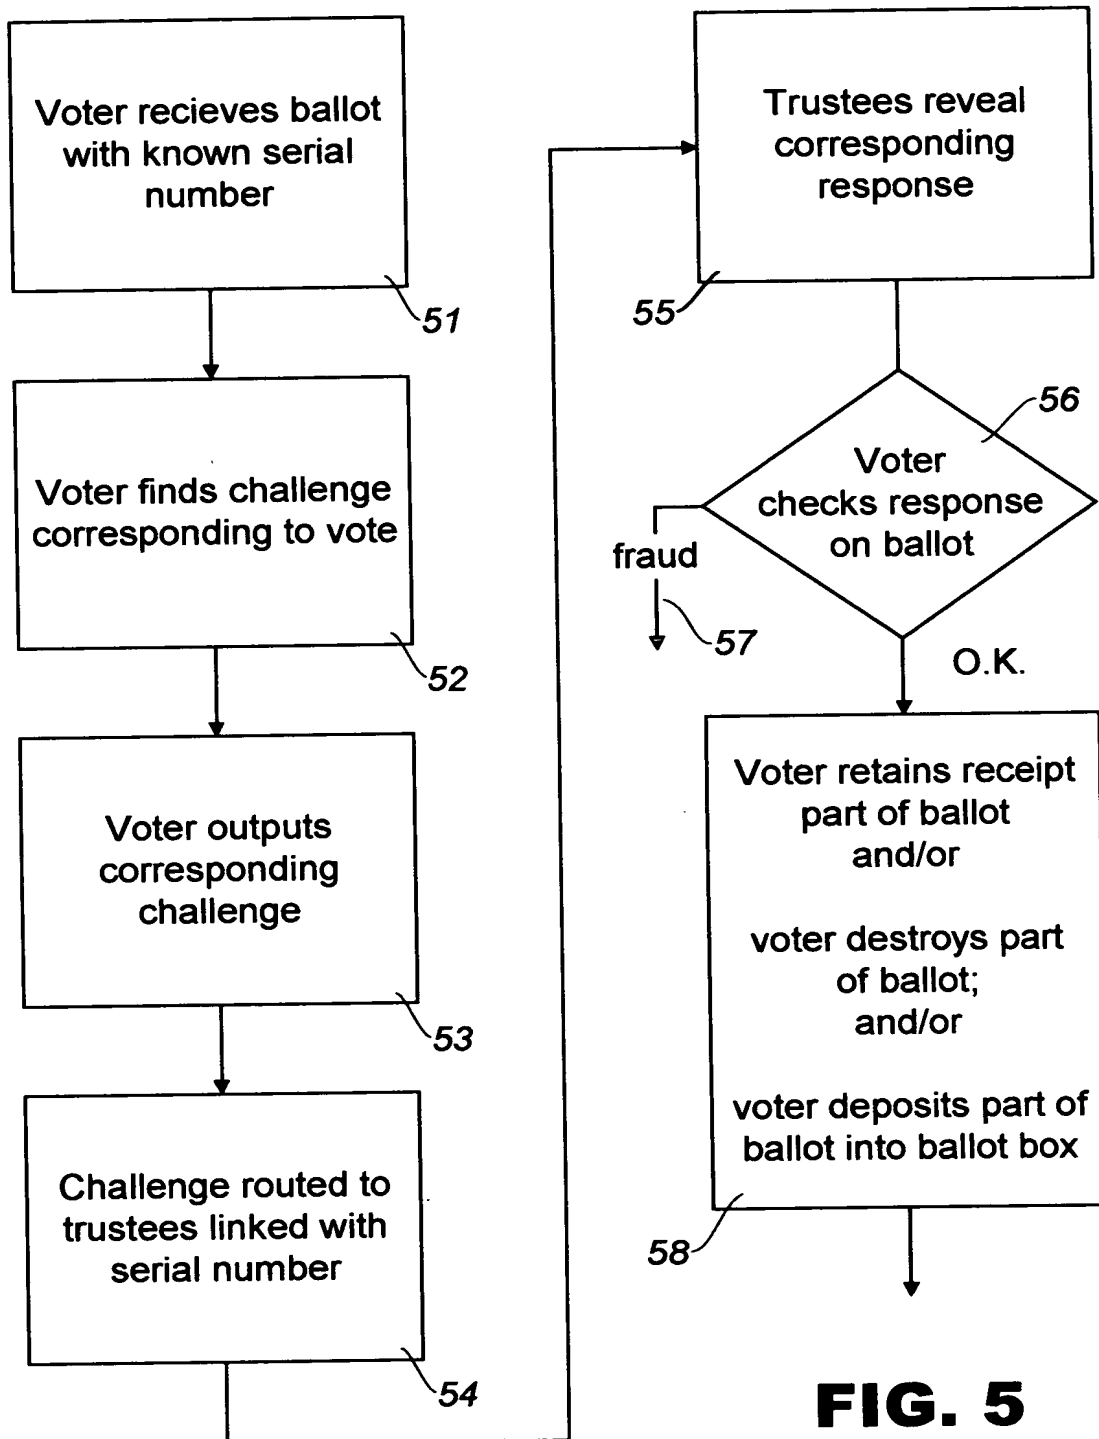 Voter recieves ballot
with known serial
number
51
Voter finds challenge
corresponding to vote
52
Voter outputs
corresponding
challenge
53
Challenge routed to
trustees linked with
serial number
54
Trustees reveal
corresponding
response
55
56
Voter
checks response
on ballot
fraud
57
O.K.
Voter retains receipt
part of ballot
and/or
voter destroys part
of ballot;
and/or
voter deposits part of
ballot into ballot box
58
FIG. 5